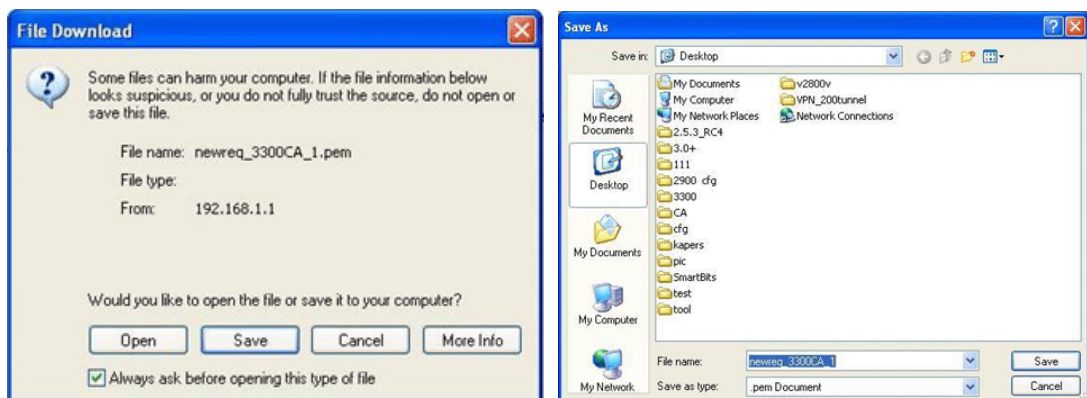 File Download
Some files can harm your computer. If the file information below
looks suspicious, or you do not fully trust the source, do not open or
save this file.
File name: newreq_3300CA_1.pem
File type:
From: 192.168.1.1
Would you like to open the file or save it to your computer?
Open Save Cancel More Info
Always ask before opening this type of file
Save As
Save in: Desktop
My Recent
Documents
Desktop
My Documents
My Computer
My Network
My Documents
My Computer
My Network Places
2.5.3_RC4
3.0+
111
2900 cfg
3300
CA
cfg
kapers
pic
SmartBits
test
tool
v2800v
VPN_200tunnel
Network Connections
File name: newreq_3300CA_1 Save
Save as type: .pem Document Cancel